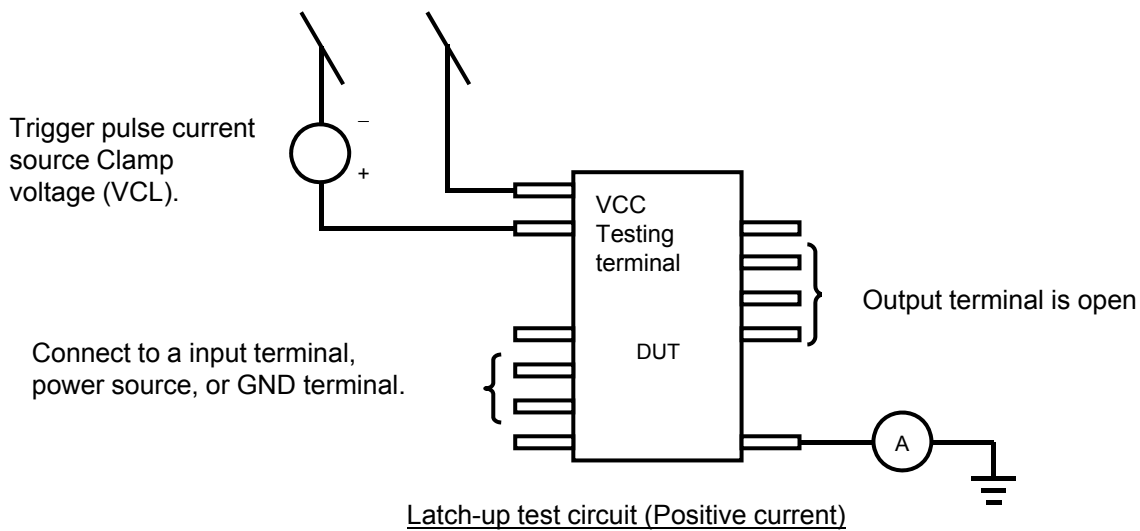 Trigger pulse current
source Clamp
voltage (VCL).
−
+
VCC
Testing
terminal
Output terminal is open
Connect to a input terminal,
power source, or GND terminal.
DUT
A
Latch-up test circuit (Positive current)